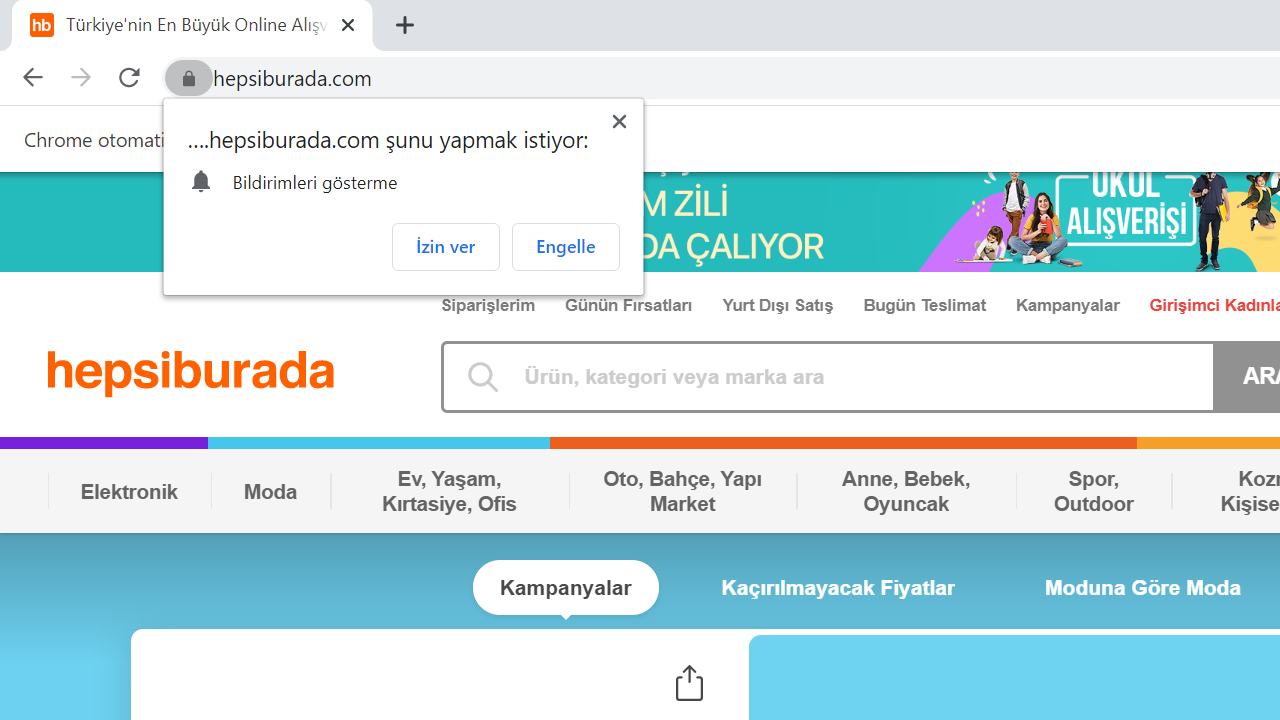 hb Türkiye'nin En Büyük Online Alışv
hepsiburada.com
Chrome otomati
....hepsiburada.com şunu yapmak istiyor:
Bildirimleri gösterme
İzin ver Engelle
M ZİLİ
DA ÇALIYOR
OKUL
ALIŞVERİŞİ
Siparişlerim Günün Fırsatları Yurt Dışı Satış Bugün Teslimat Kampanyalar Girişimci Kadınla
hepsiburada
Ürün, kategori veya marka ara
ARA
Elektronik
Moda
Ev, Yaşam,
Kırtasiye, Ofis
Oto, Bahçe, Yapı
Market
Anne, Bebek,
Oyuncak
Spor,
Outdoor
Kozm
Kişise
Kampanyalar Kaçırılmayacak Fiyatlar Moduna Göre Moda